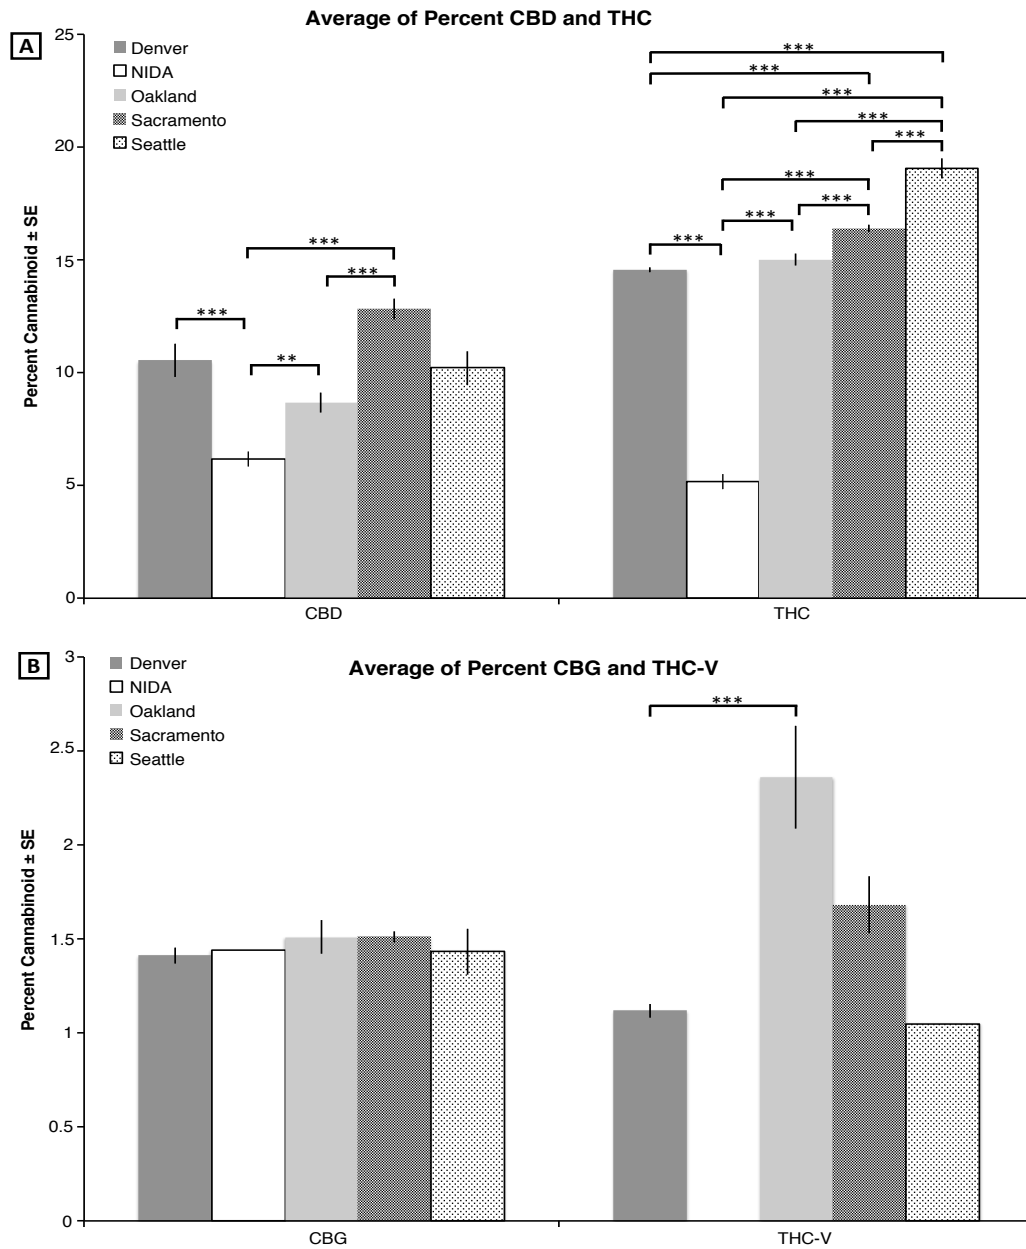 Average of Percent CBD and THC
A
Denver
NIDA
Oakland
Sacramento
Seattle
Percent Cannabinoid ± SE
25
20
15
10
5
0
***
***
***
**
***
***
***
***
***
***
***
***
***
CBD
THC
B
Average of Percent CBG and THC-V
Denver
NIDA
Oakland
Sacramento
Seattle
Percent Cannabinoid ± SE
3
2.5
2
1.5
1
0.5
0
***
CBG
THC-V